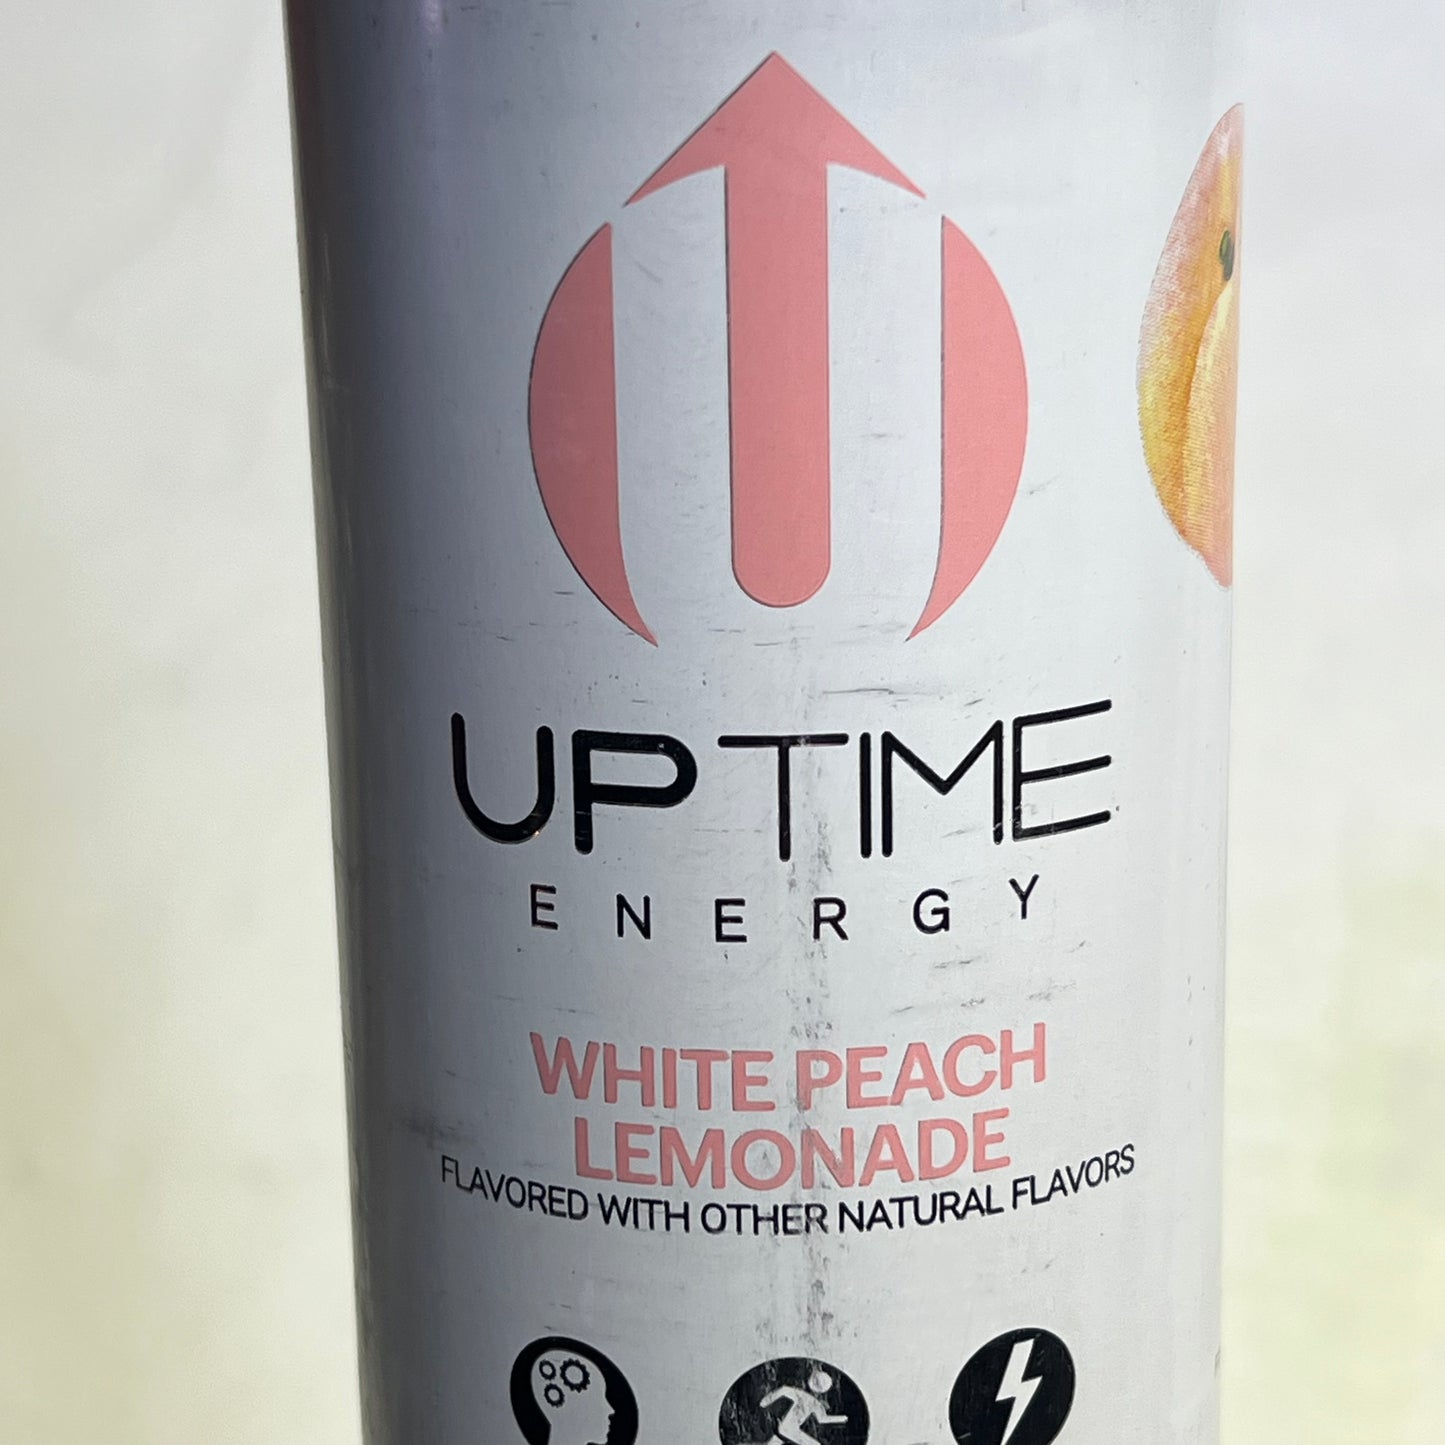 UPTIME
ENERGY
WHITE PEACH
LEMONADE
FLAVORED WITH OTHER NATURAL FLAVORS